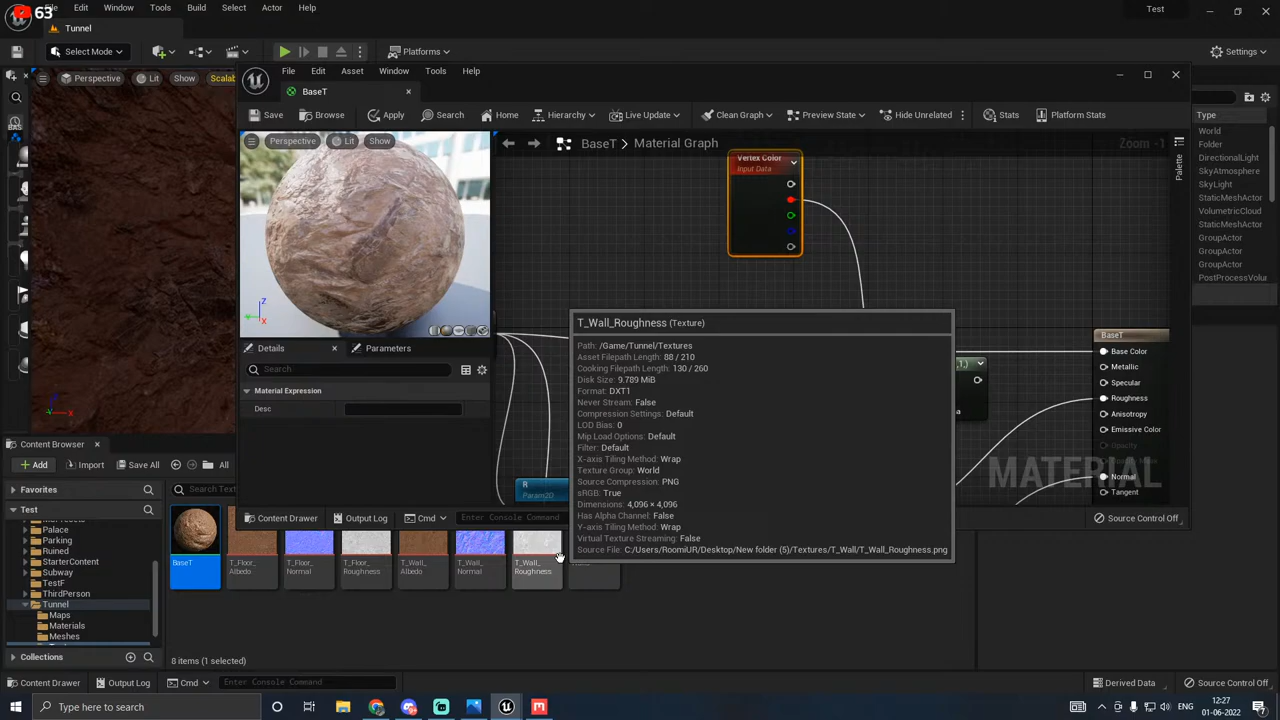 63
File Edit Window Tools Build Select Actor Help
Test
Tunnel
Select Mode
Platforms
Settings
Perspective Lit Show Scalab
File Edit Asset Window Tools Help
BaseT
Save Browse Apply Search Home Hierarchy Live Update Clean Graph Preview State Hide Unrelated Stats Platform Stats
Perspective Lit Show
BaseT > Material Graph
Zoom -1
Palette
Vertex Color
Input Data
Type
World
Folder
DirectionalLight
SkyAtmosphere
SkyLight
StaticMeshActor
VolumetricCloud
StaticMeshActor
GroupActor
GroupActor
GroupActor
PostProcessVolur
Z
X
Details
Parameters
Search
Material Expression
Desc
R
Param2D
T_Wall_Roughness (Texture)
Path: /Game/Tunnel/Textures
Asset Filepath Length: 88 / 210
Cooking Filepath Length: 130 / 260
Disk Size: 9.789 MiB
Format: DXT1
Never Stream: False
Compression Settings: Default
LOD Bias: 0
Mip Load Options: Default
Filter: Default
X-axis Tiling Method: Wrap
Texture Group: World
Source Compression: PNG
sRGB: True
Dimensions: 4,096 × 4,096
Has Alpha Channel: False
Y-axis Tiling Method: Wrap
Virtual Texture Streaming: False
Source File: C:/Users/RoomiUR/Desktop/New folder (5)/Textures/T_Wall/T_Wall_Roughness.png
BaseT
Base Color
Metallic
Specular
Roughness
Anisotropy
Emissive Color
Opacity
Normal
Tangent
MATERIAL
Content Drawer Output Log Cmd Enter Console Command
Source Control Off
Content Browser
Add Import Save All All
Favorites
Search Text
Test
Palace
Parking
Ruined
StarterContent
Subway
TestF
ThirdPerson
Tunnel
Maps
Materials
Meshes
Collections
BaseT
T_Floor_Albedo
T_Floor_Normal
T_Floor_Roughness
T_Wall_Albedo
T_Wall_Normal
T_Wall_Roughness
8 items (1 selected)
Content Drawer Output Log Cmd Enter Console Command
Derived Data Source Control Off
Type here to search
ENG
12:27
01-06-2022